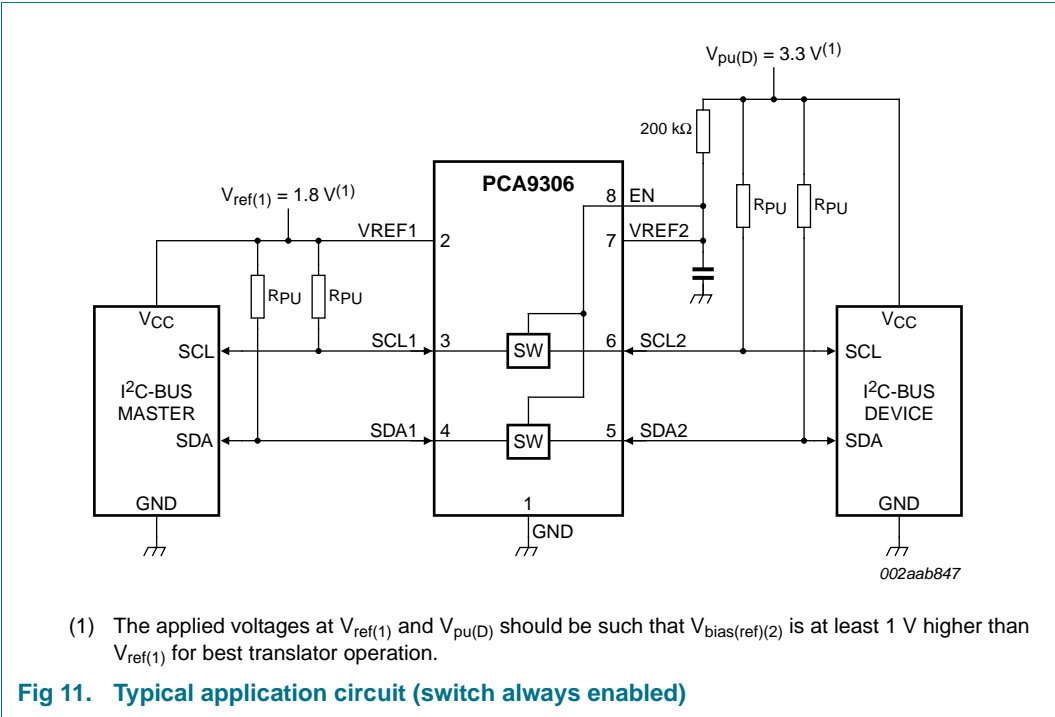 Vpu(D) = 3.3 V(1)
200 kΩ
PCA9306
Vref(1) = 1.8 V(1)
8 EN
RPU RPU
VREF1 2
7 VREF2
RPU RPU
VCC
VCC
SCL SCL1 3 SW 6 SCL2 SCL
I2C-BUS
MASTER
I2C-BUS
DEVICE
SDA SDA1 4 SW 5 SDA2 SDA
GND
1
GND
GND
002aab847
(1) The applied voltages at Vref(1) and Vpu(D) should be such that Vbias(ref)(2) is at least 1 V higher than
Vref(1) for best translator operation.
Fig 11. Typical application circuit (switch always enabled)